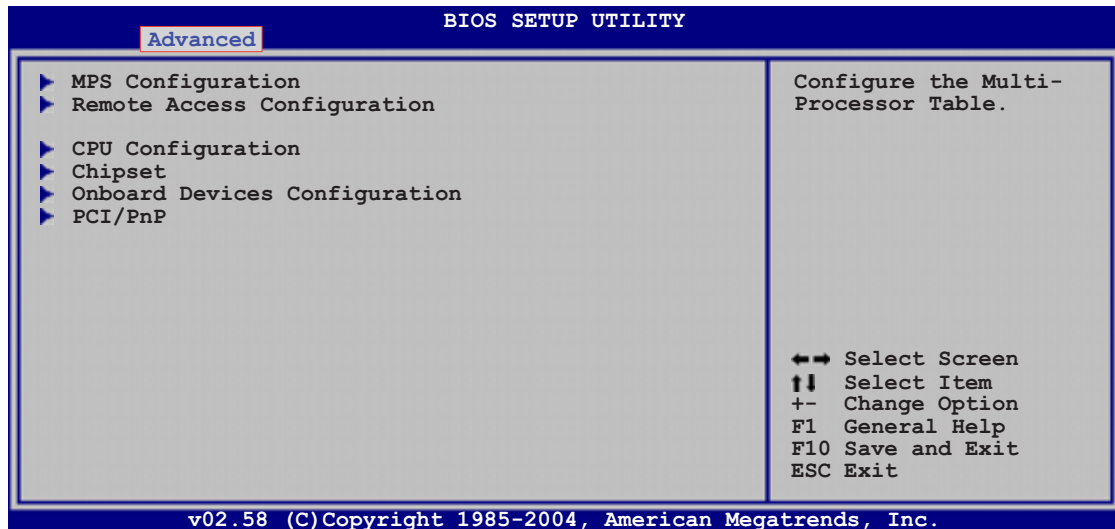 BIOS SETUP UTILITY
Advanced
MPS Configuration
Remote Access Configuration
CPU Configuration
Chipset
Onboard Devices Configuration
PCI/PnP
Configure the Multi-
Processor Table.
Select Screen
Select Item
+- Change Option
F1 General Help
F10 Save and Exit
ESC Exit
v02.58 (C)Copyright 1985-2004, American Megatrends, Inc.